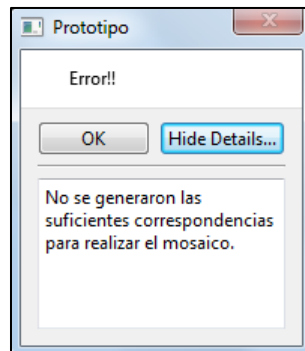 Prototipo
Error!!
OK
Hide Details...
No se generaron las
suficientes correspondencias
para realizar el mosaico.